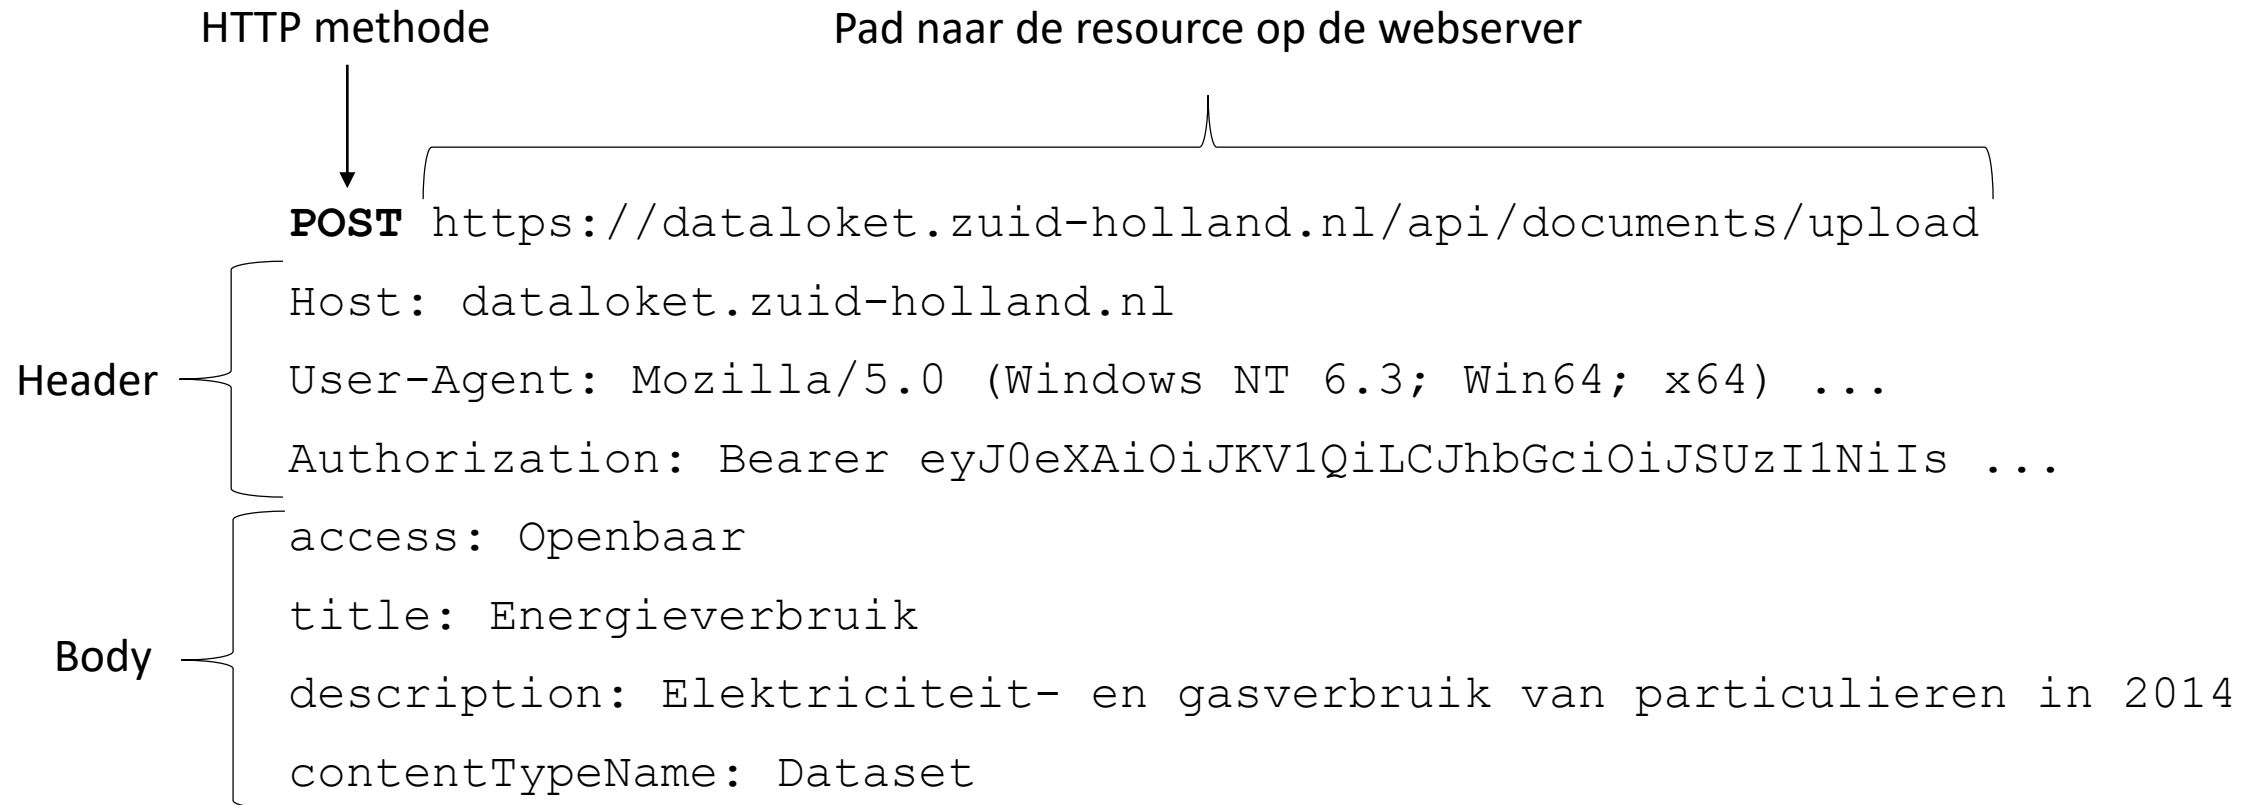 HTTP methode
Pad naar de resource op de webserver
POST https://dataloket.zuid-holland.nl/api/documents/upload
Header
Host: dataloket.zuid-holland.nl
User-Agent: Mozilla/5.0 (Windows NT 6.3; Win64; x64) ...
Authorization: Bearer eyJ0eXAiOiJKV1QiLCJhbGciOiJSUzI1NiIs ...
Body
access: Openbaar
title: Energieverbruik
description: Elektriciteit- en gasverbruik van particulieren in 2014
contentTypeName: Dataset